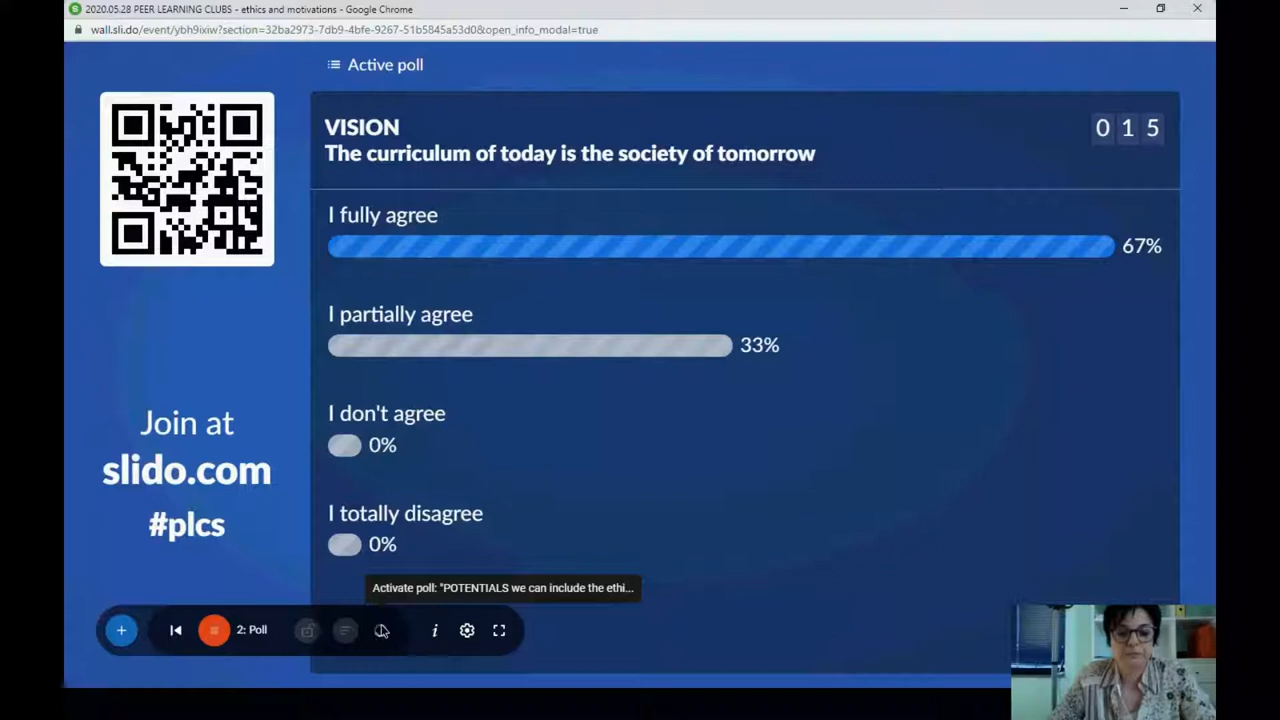 2020.05.28 PEER LEARNING CLUBS - ethics and motivations - Google Chrome
wall.sli.do/event/ybh9ixiw?section=32ba2973-7db9-4bfe-9267-51b5845a53d0&open_info_modal=true
Active poll
VISION
The curriculum of today is the society of tomorrow
0 1 5
I fully agree
67%
I partially agree
33%
I don't agree
0%
I totally disagree
0%
Join at
slido.com
#plcs
Activate poll: "POTENTIALS we can include the ethi...
2: Poll